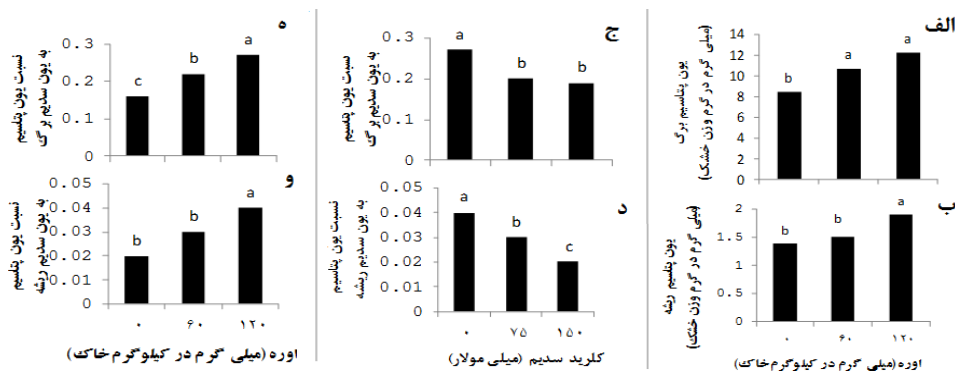 الف
یون پتاسیم برگ
(میلی گرم در گرم وزن خشک)
14
12
10
8
6
4
2
0
b
a
a
ب
یون پتاسیم ریشه
(میلی گرم در گرم وزن خشک)
2
1.5
1
0.5
0
b
b
a
۰
۶۰
۱۲۰
اوره (میلی گرم در کیلوگرم خاک)
ج
نسبت یون پتاسیم
به یون سدیم برگ
0.3
0.2
0.1
0
a
b
b
د
نسبت یون پتاسیم
به یون سدیم ریشه
0.05
0.04
0.03
0.02
0.01
0
a
b
c
۰
۷۵
۱۵۰
کلرید سدیم (میلی مولار)
ه
نسبت یون پتاسیم
به یون سدیم برگ
0.3
0.2
0.1
0
c
b
a
و
نسبت یون پتاسیم
به یون سدیم ریشه
0.05
0.04
0.03
0.02
0.01
0
b
b
a
۰
۶۰
۱۲۰
اوره (میلی گرم در کیلوگرم خاک)